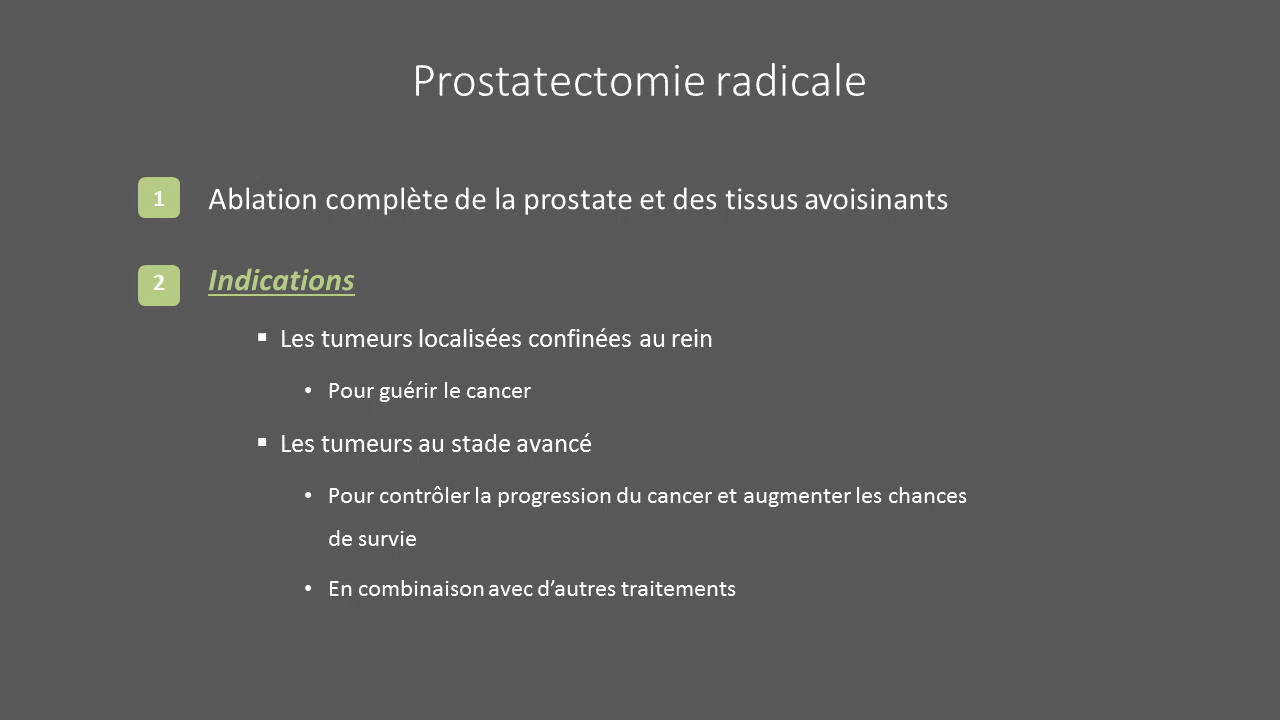 Prostatectomie radicale
1 Ablation complète de la prostate et des tissus avoisinants
2 Indications
▪ Les tumeurs localisées confinées au rein
• Pour guérir le cancer
▪ Les tumeurs au stade avancé
• Pour contrôler la progression du cancer et augmenter les chances
de survie
• En combinaison avec d’autres traitements